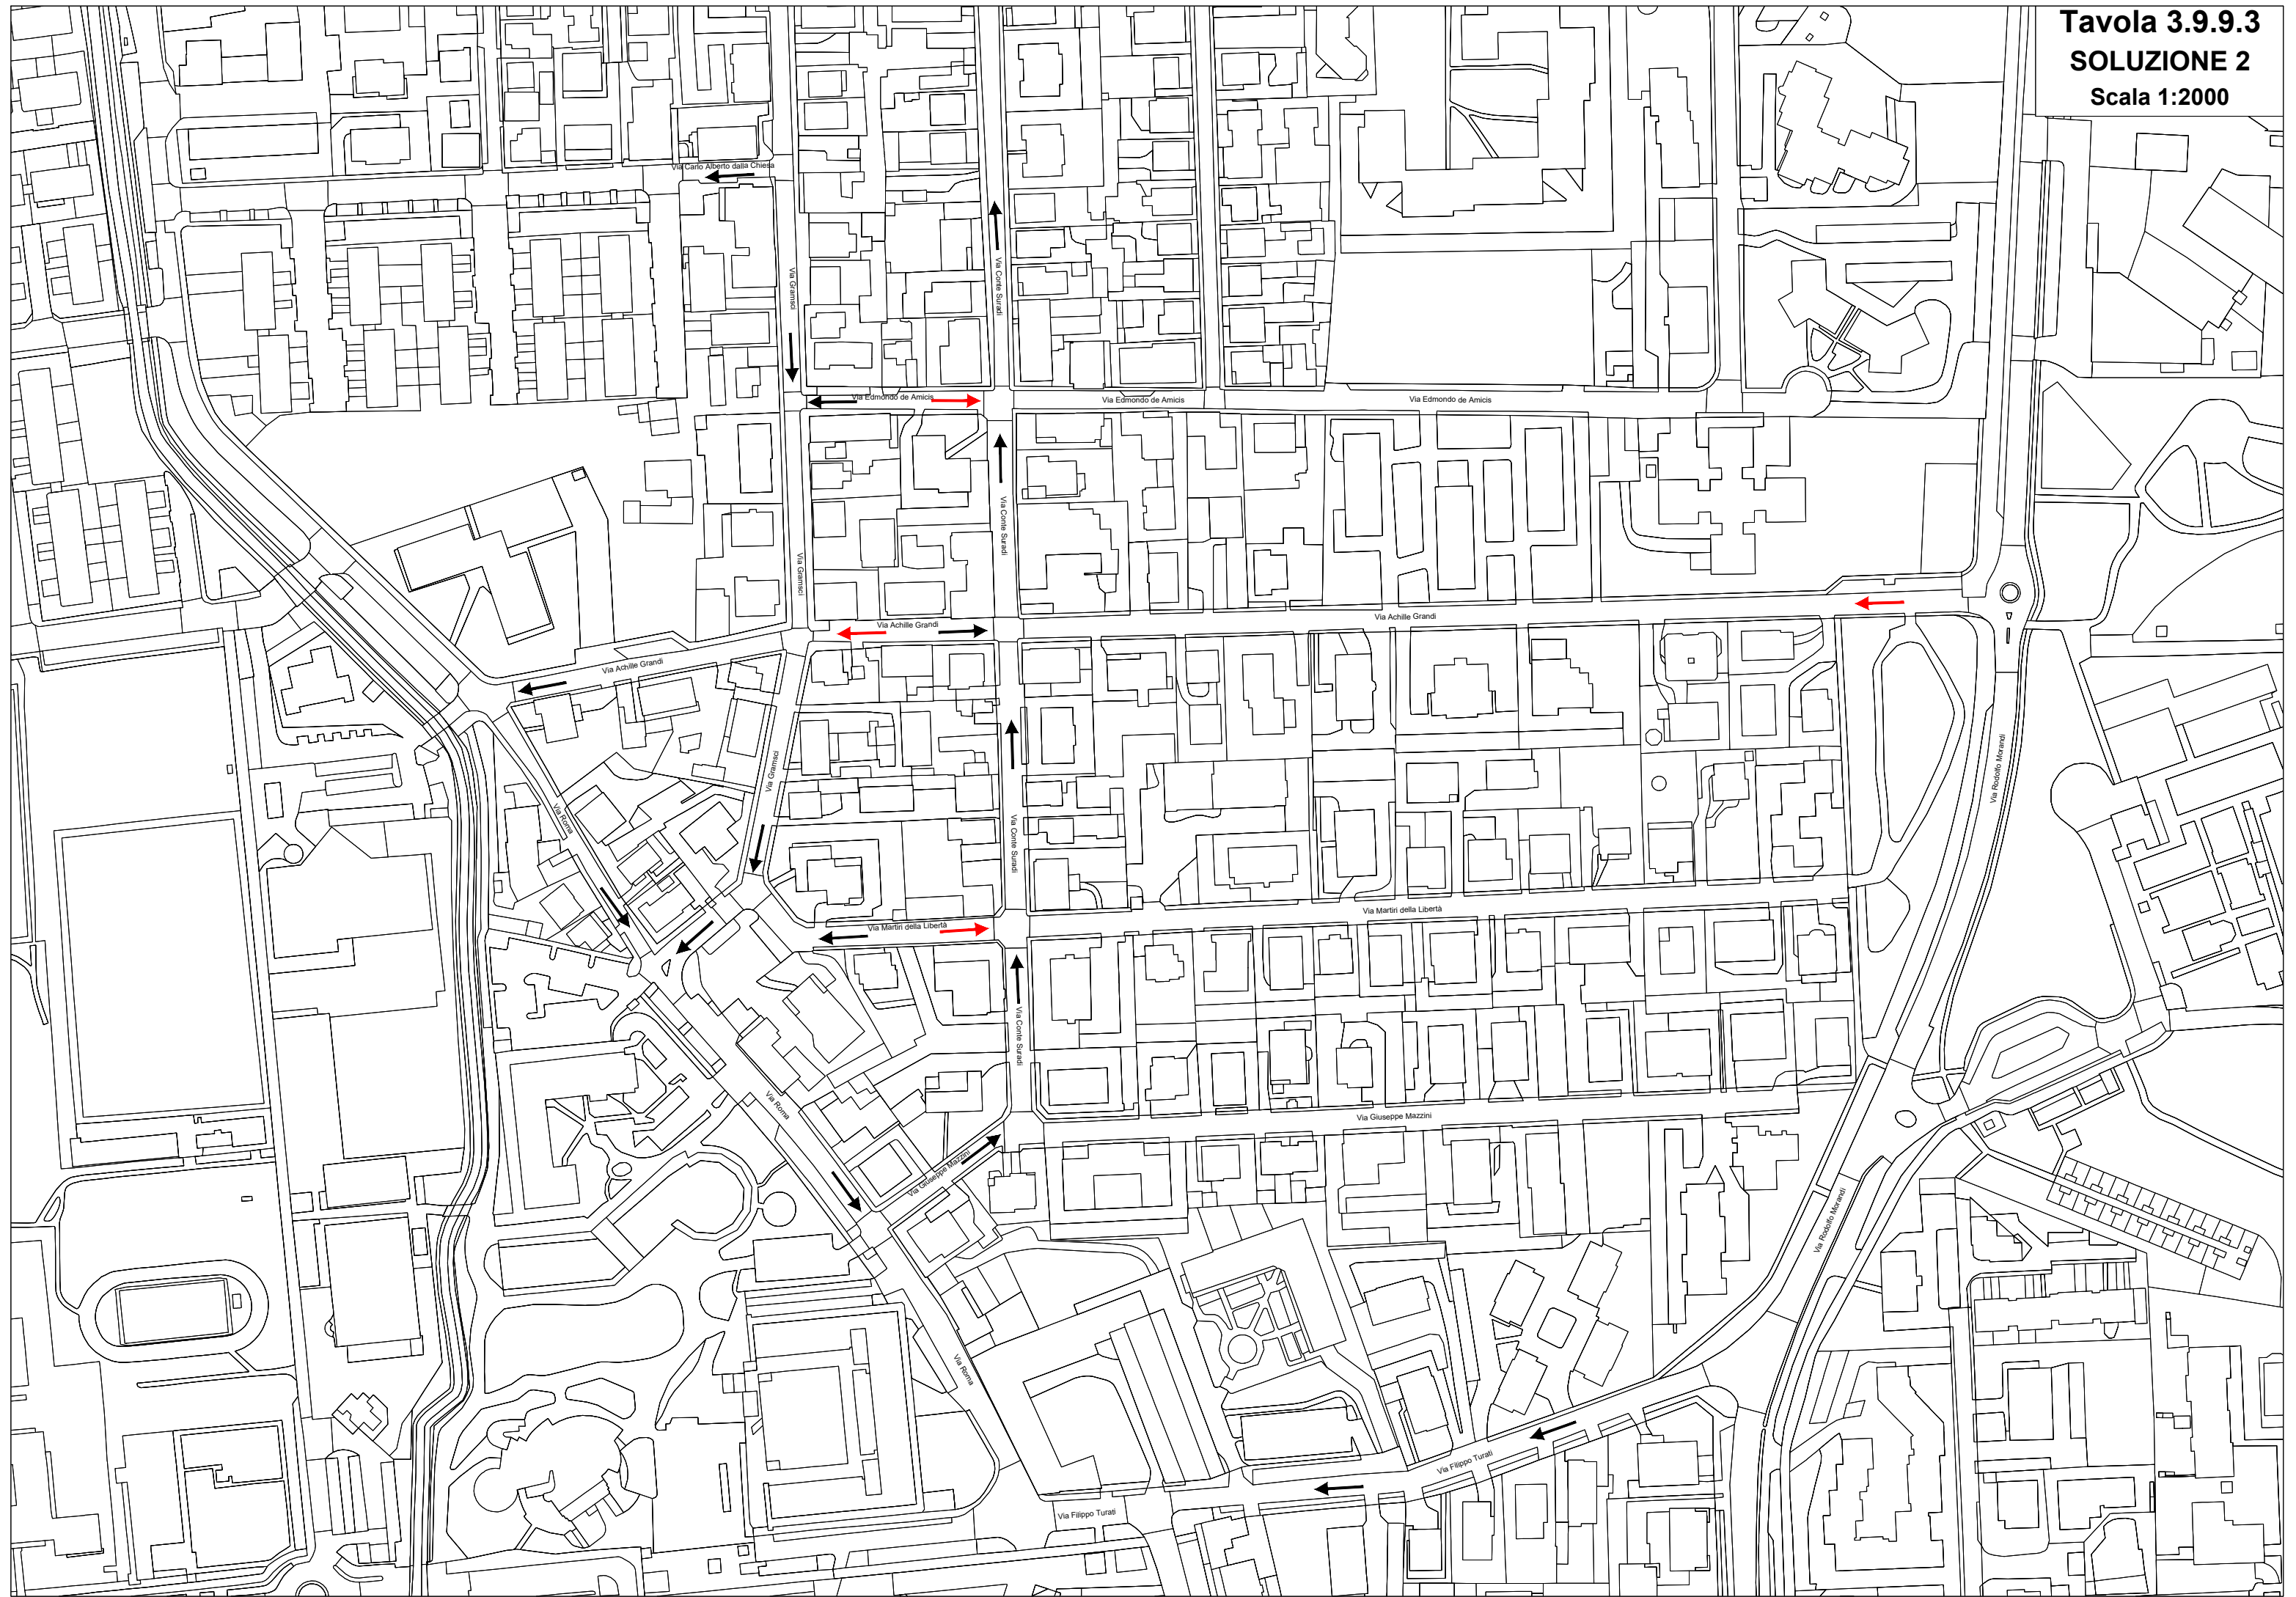 Tavola 3.9.9.3
SOLUZIONE 2
Scala 1:2000
Via Carlo Alberto dalla Chiesa
Via Gramsci
Via Conte Suradi
Via Edmondo de Amicis
Via Edmondo de Amicis
Via Edmondo de Amicis
Via Conte Suradi
Via Gramsci
Via Achille Grandi
Via Achille Grandi
Via Achille Grandi
Via Gramsci
Via Rodolfo Morandi
Via Roma
Via Conte Suradi
Via Martiri della Libertà
Via Martiri della Libertà
Via Conte Suradi
Via Roma
Via Giuseppe Mazzini
Via Giuseppe Mazzini
Via Rodolfo Morandi
Via Roma
Via Filippo Turati
Via Filippo Turati